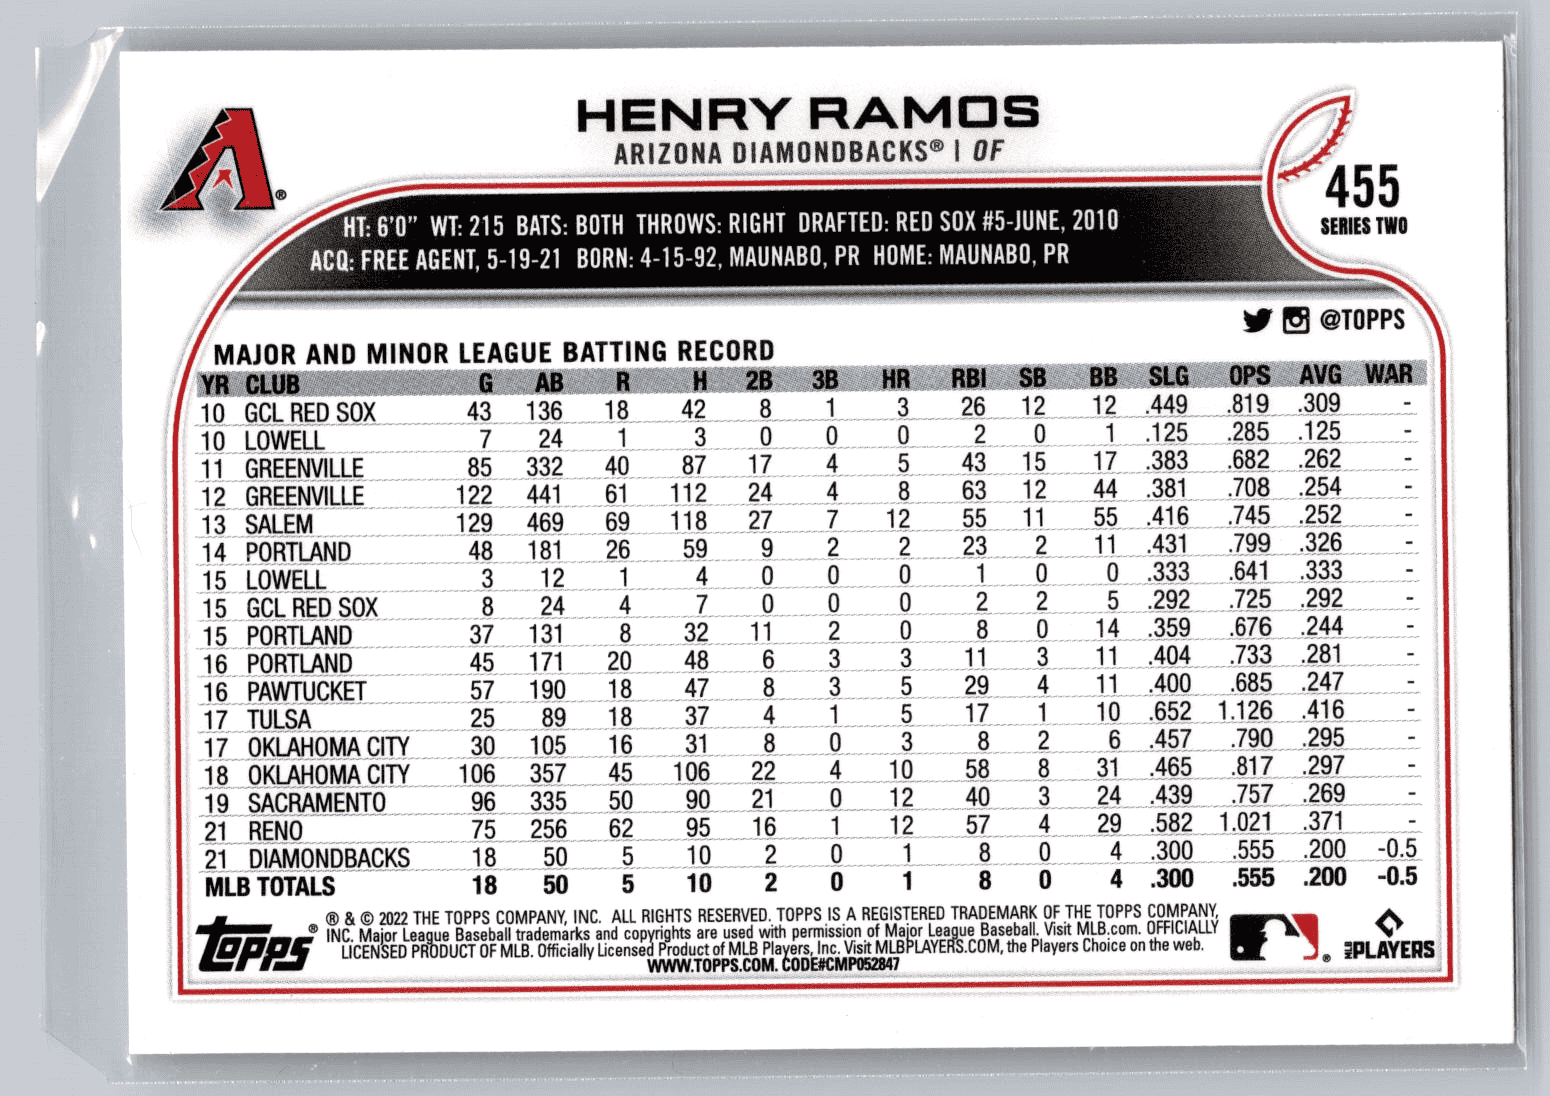 HENRY RAMOS
ARIZONA DIAMONDBACKS® | OF
455
SERIES TWO
HT: 6'0" WT: 215 BATS: BOTH THROWS: RIGHT DRAFTED: RED SOX #5-JUNE, 2010
ACQ: FREE AGENT, 5-19-21 BORN: 4-15-92, MAUNABO, PR HOME: MAUNABO, PR
@TOPPS
MAJOR AND MINOR LEAGUE BATTING RECORD
YR CLUB G AB R H 2B 3B HR RBI SB BB SLG OPS AVG WAR
10 GCL RED SOX 43 136 18 42 8 1 3 26 12 12 .449 .819 .309 -
10 LOWELL 7 24 1 3 0 0 0 2 0 1 .125 .285 .125 -
11 GREENVILLE 85 332 40 87 17 4 5 43 15 17 .383 .682 .262 -
12 GREENVILLE 122 441 61 112 24 4 8 63 12 44 .381 .708 .254 -
13 SALEM 129 469 69 118 27 7 12 55 11 55 .416 .745 .252 -
14 PORTLAND 48 181 26 59 9 2 2 23 2 11 .431 .799 .326 -
15 LOWELL 3 12 1 4 0 0 0 1 0 0 .333 .641 .333 -
15 GCL RED SOX 8 24 4 7 0 0 0 2 2 5 .292 .725 .292 -
15 PORTLAND 37 131 8 32 11 2 0 8 0 14 .359 .676 .244 -
16 PORTLAND 45 171 20 48 6 3 3 11 3 11 .404 .733 .281 -
16 PAWTUCKET 57 190 18 47 8 3 5 29 4 11 .400 .685 .247 -
17 TULSA 25 89 18 37 4 1 5 17 1 10 .652 1.126 .416 -
17 OKLAHOMA CITY 30 105 16 31 8 0 3 8 2 6 .457 .790 .295 -
18 OKLAHOMA CITY 106 357 45 106 22 4 10 58 8 31 .465 .817 .297 -
19 SACRAMENTO 96 335 50 90 21 0 12 40 3 24 .439 .757 .269 -
21 RENO 75 256 62 95 16 1 12 57 4 29 .582 1.021 .371 -
21 DIAMONDBACKS 18 50 5 10 2 0 1 8 0 4 .300 .555 .200 -0.5
MLB TOTALS 18 50 5 10 2 0 1 8 0 4 .300 .555 .200 -0.5
Topps®
® & © 2022 THE TOPPS COMPANY, INC. ALL RIGHTS RESERVED. TOPPS IS A REGISTERED TRADEMARK OF THE TOPPS COMPANY,
INC. Major League Baseball trademarks and copyrights are used with permission of Major League Baseball. Visit MLB.com. OFFICIALLY
LICENSED PRODUCT OF MLB. Officially Licensed Product of MLB Players, Inc. Visit MLBPLAYERS.COM, the Players Choice on the web.
WWW.TOPPS.COM. CODE#CMP052847
MLB PLAYERS